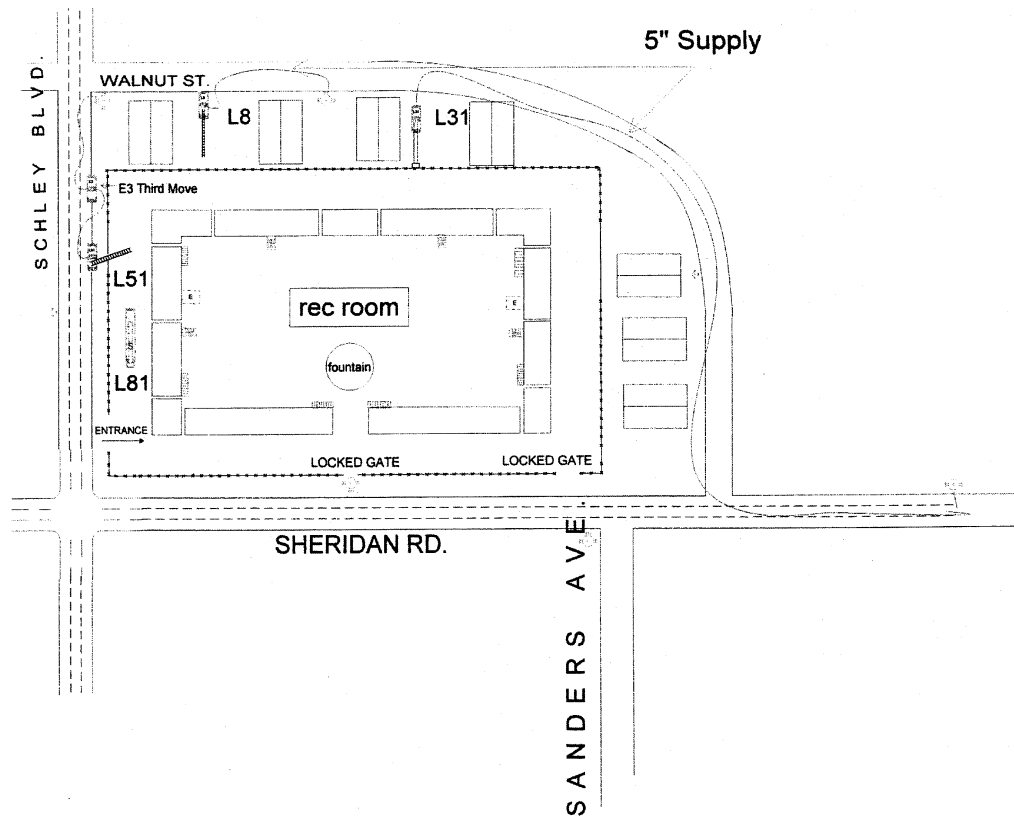 5" Supply
WALNUT ST.
SCHLEY BLVD.
L8
L31
E3 Third Move
L51
E
E
rec room
fountain
L81
ENTRANCE
LOCKED GATE
LOCKED GATE
SHERIDAN RD.
SANDERS AVE.